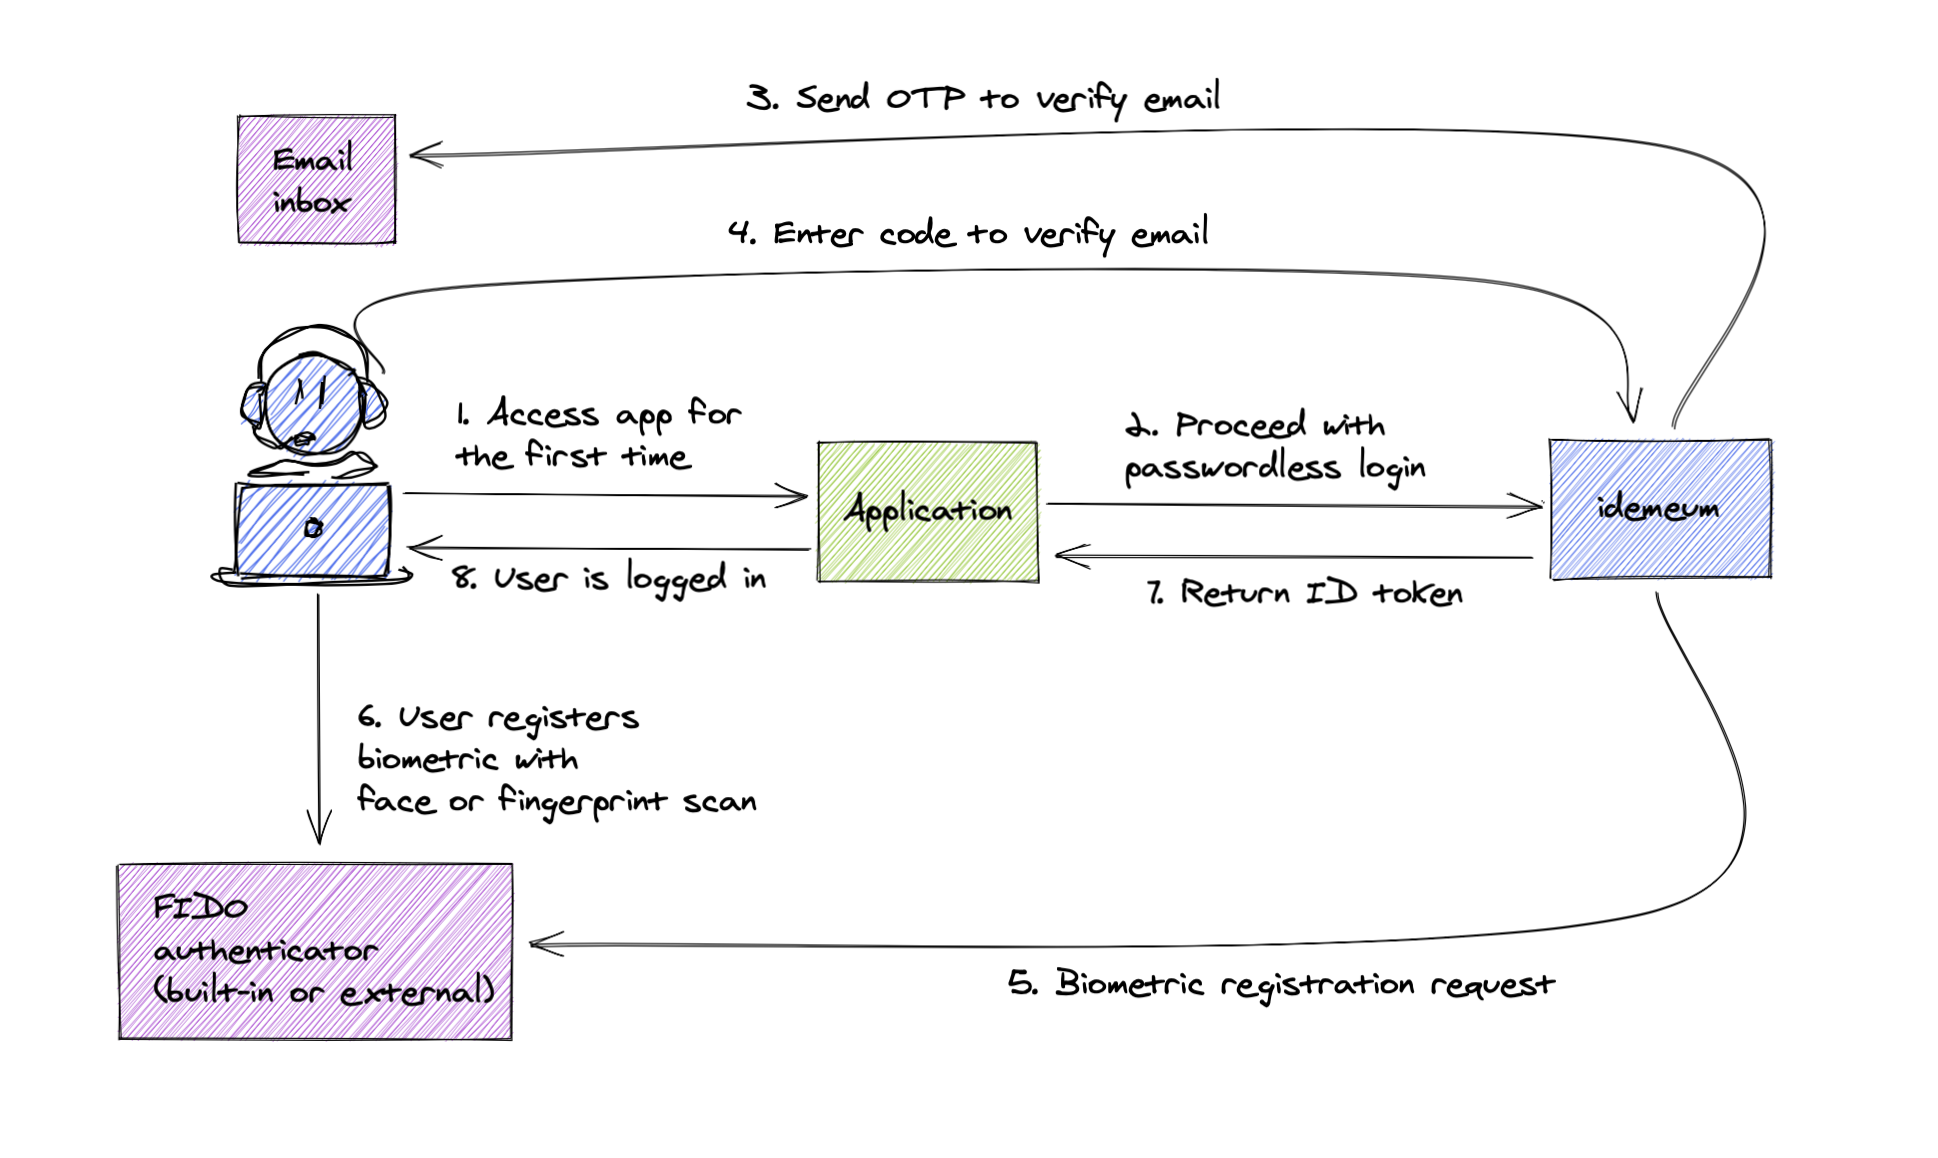 3. Send OTP to verify email
Email
inbox
4. Enter code to verify email
1. Access app for
the first time
2. Proceed with
passwordless login
Application
idemeum
8. User is logged in
7. Return ID token
6. User registers
biometric with
face or fingerprint scan
FIDO
authenticator
(built-in or external)
5. Biometric registration request